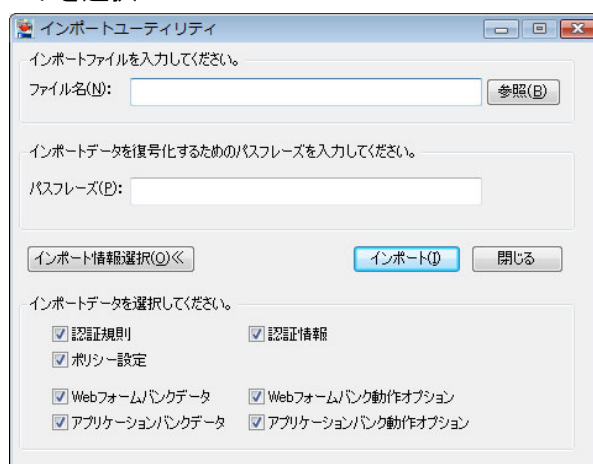 インポートユーティリティ
インポートファイルを入力してください。
ファイル名(N):
参照(B)
インポートデータを復号化するためのパスフレーズを入力してください。
パスフレーズ(P):
インポート情報選択(O)≪
インポート(I)
閉じる
インポートデータを選択してください。
認証規則
認証情報
ポリシー設定
Webフォームバンクデータ
Webフォームバンク動作オプション
アプリケーションバンクデータ
アプリケーションバンク動作オプション